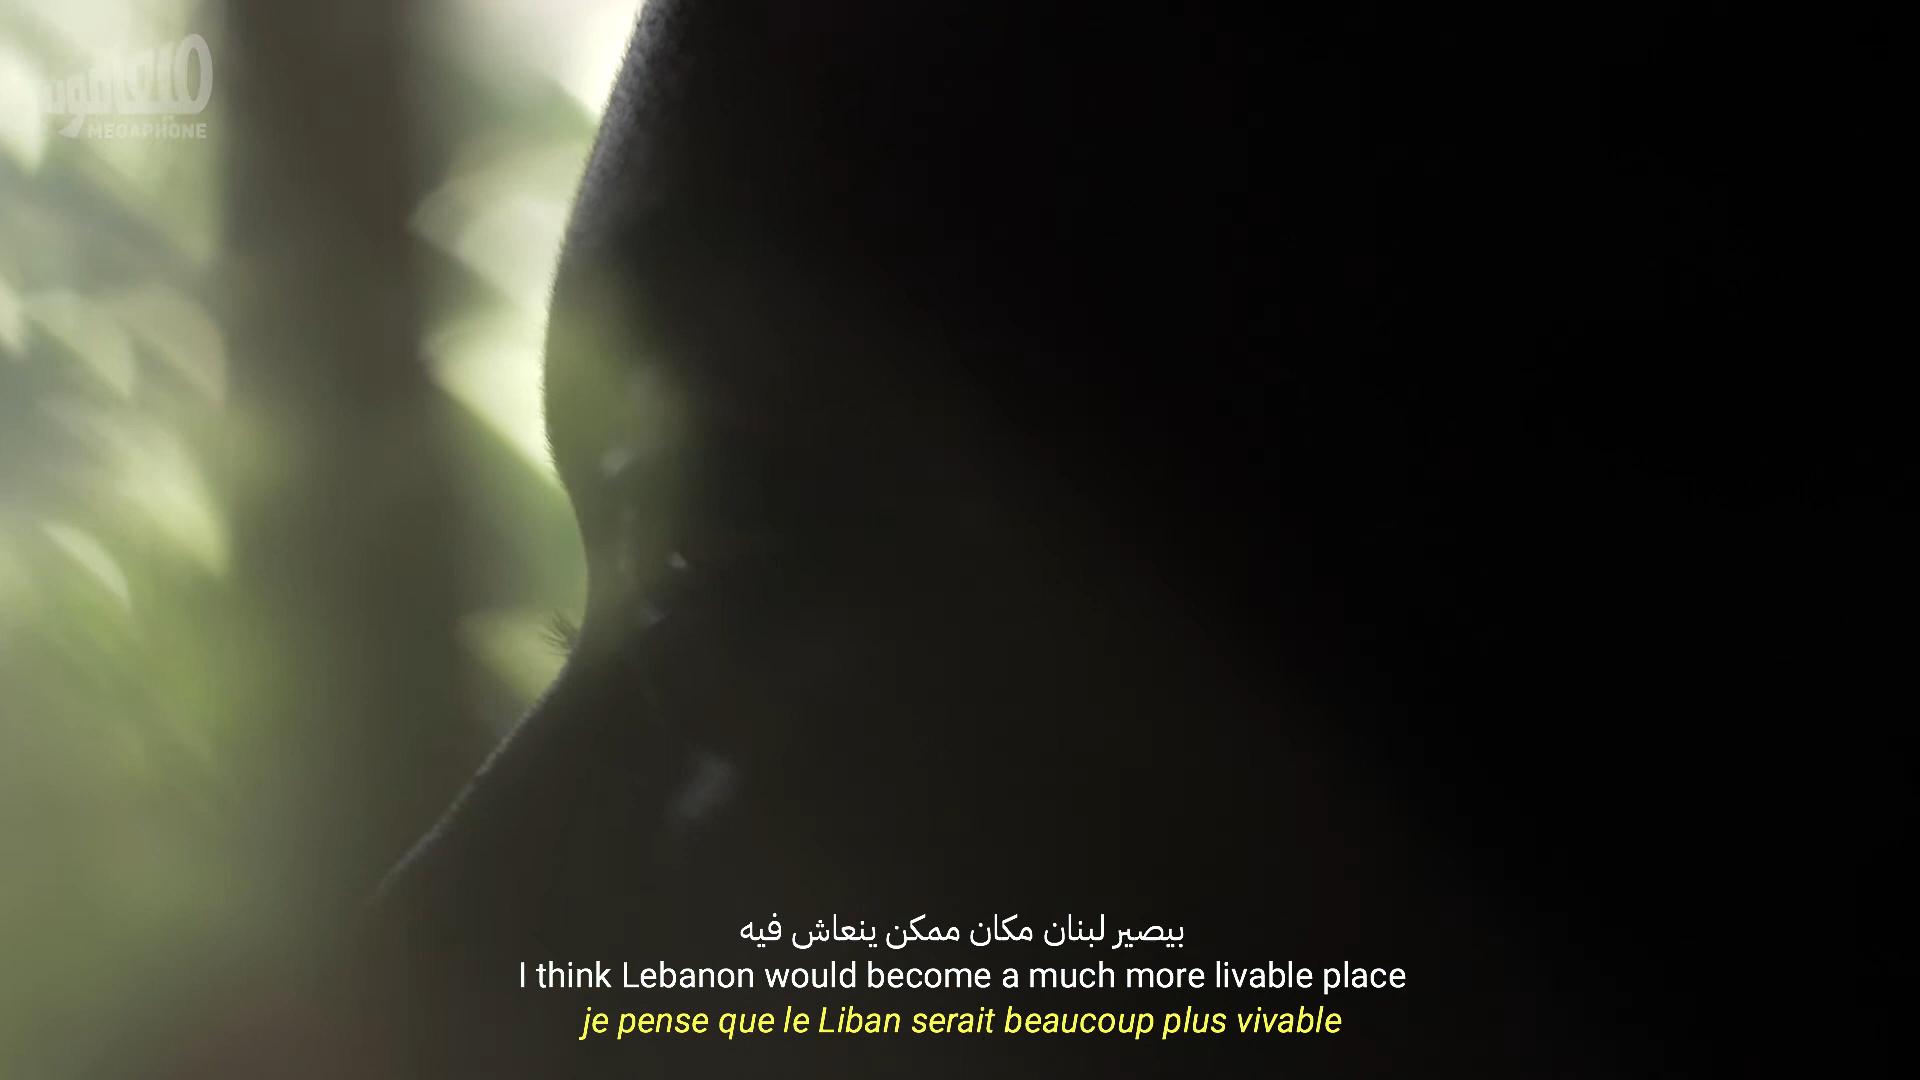 ميغافون
MEGAPHONE
بيصير لبنان مكان ممكن ينعاش فيه
I think Lebanon would become a much more livable place
je pense que le Liban serait beaucoup plus vivable